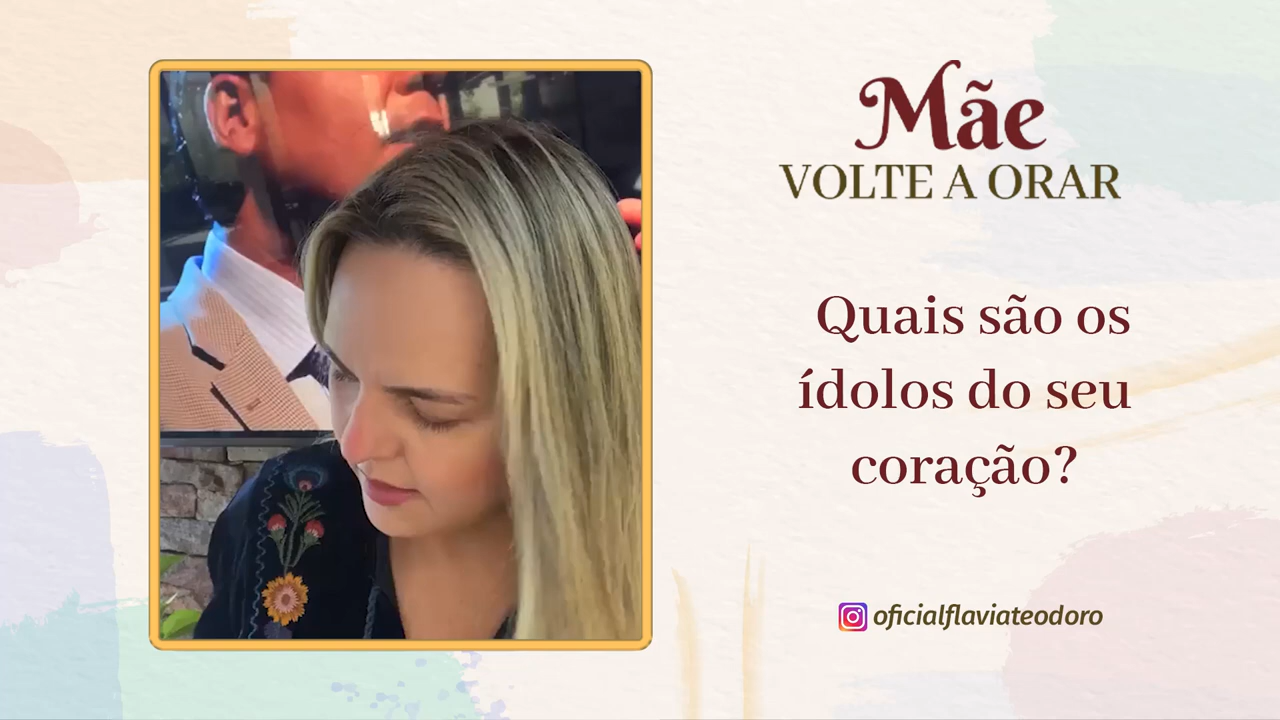 Mãe
VOLTE A ORAR
Quais são os
ídolos do seu
coração?
oficialflaviateodoro